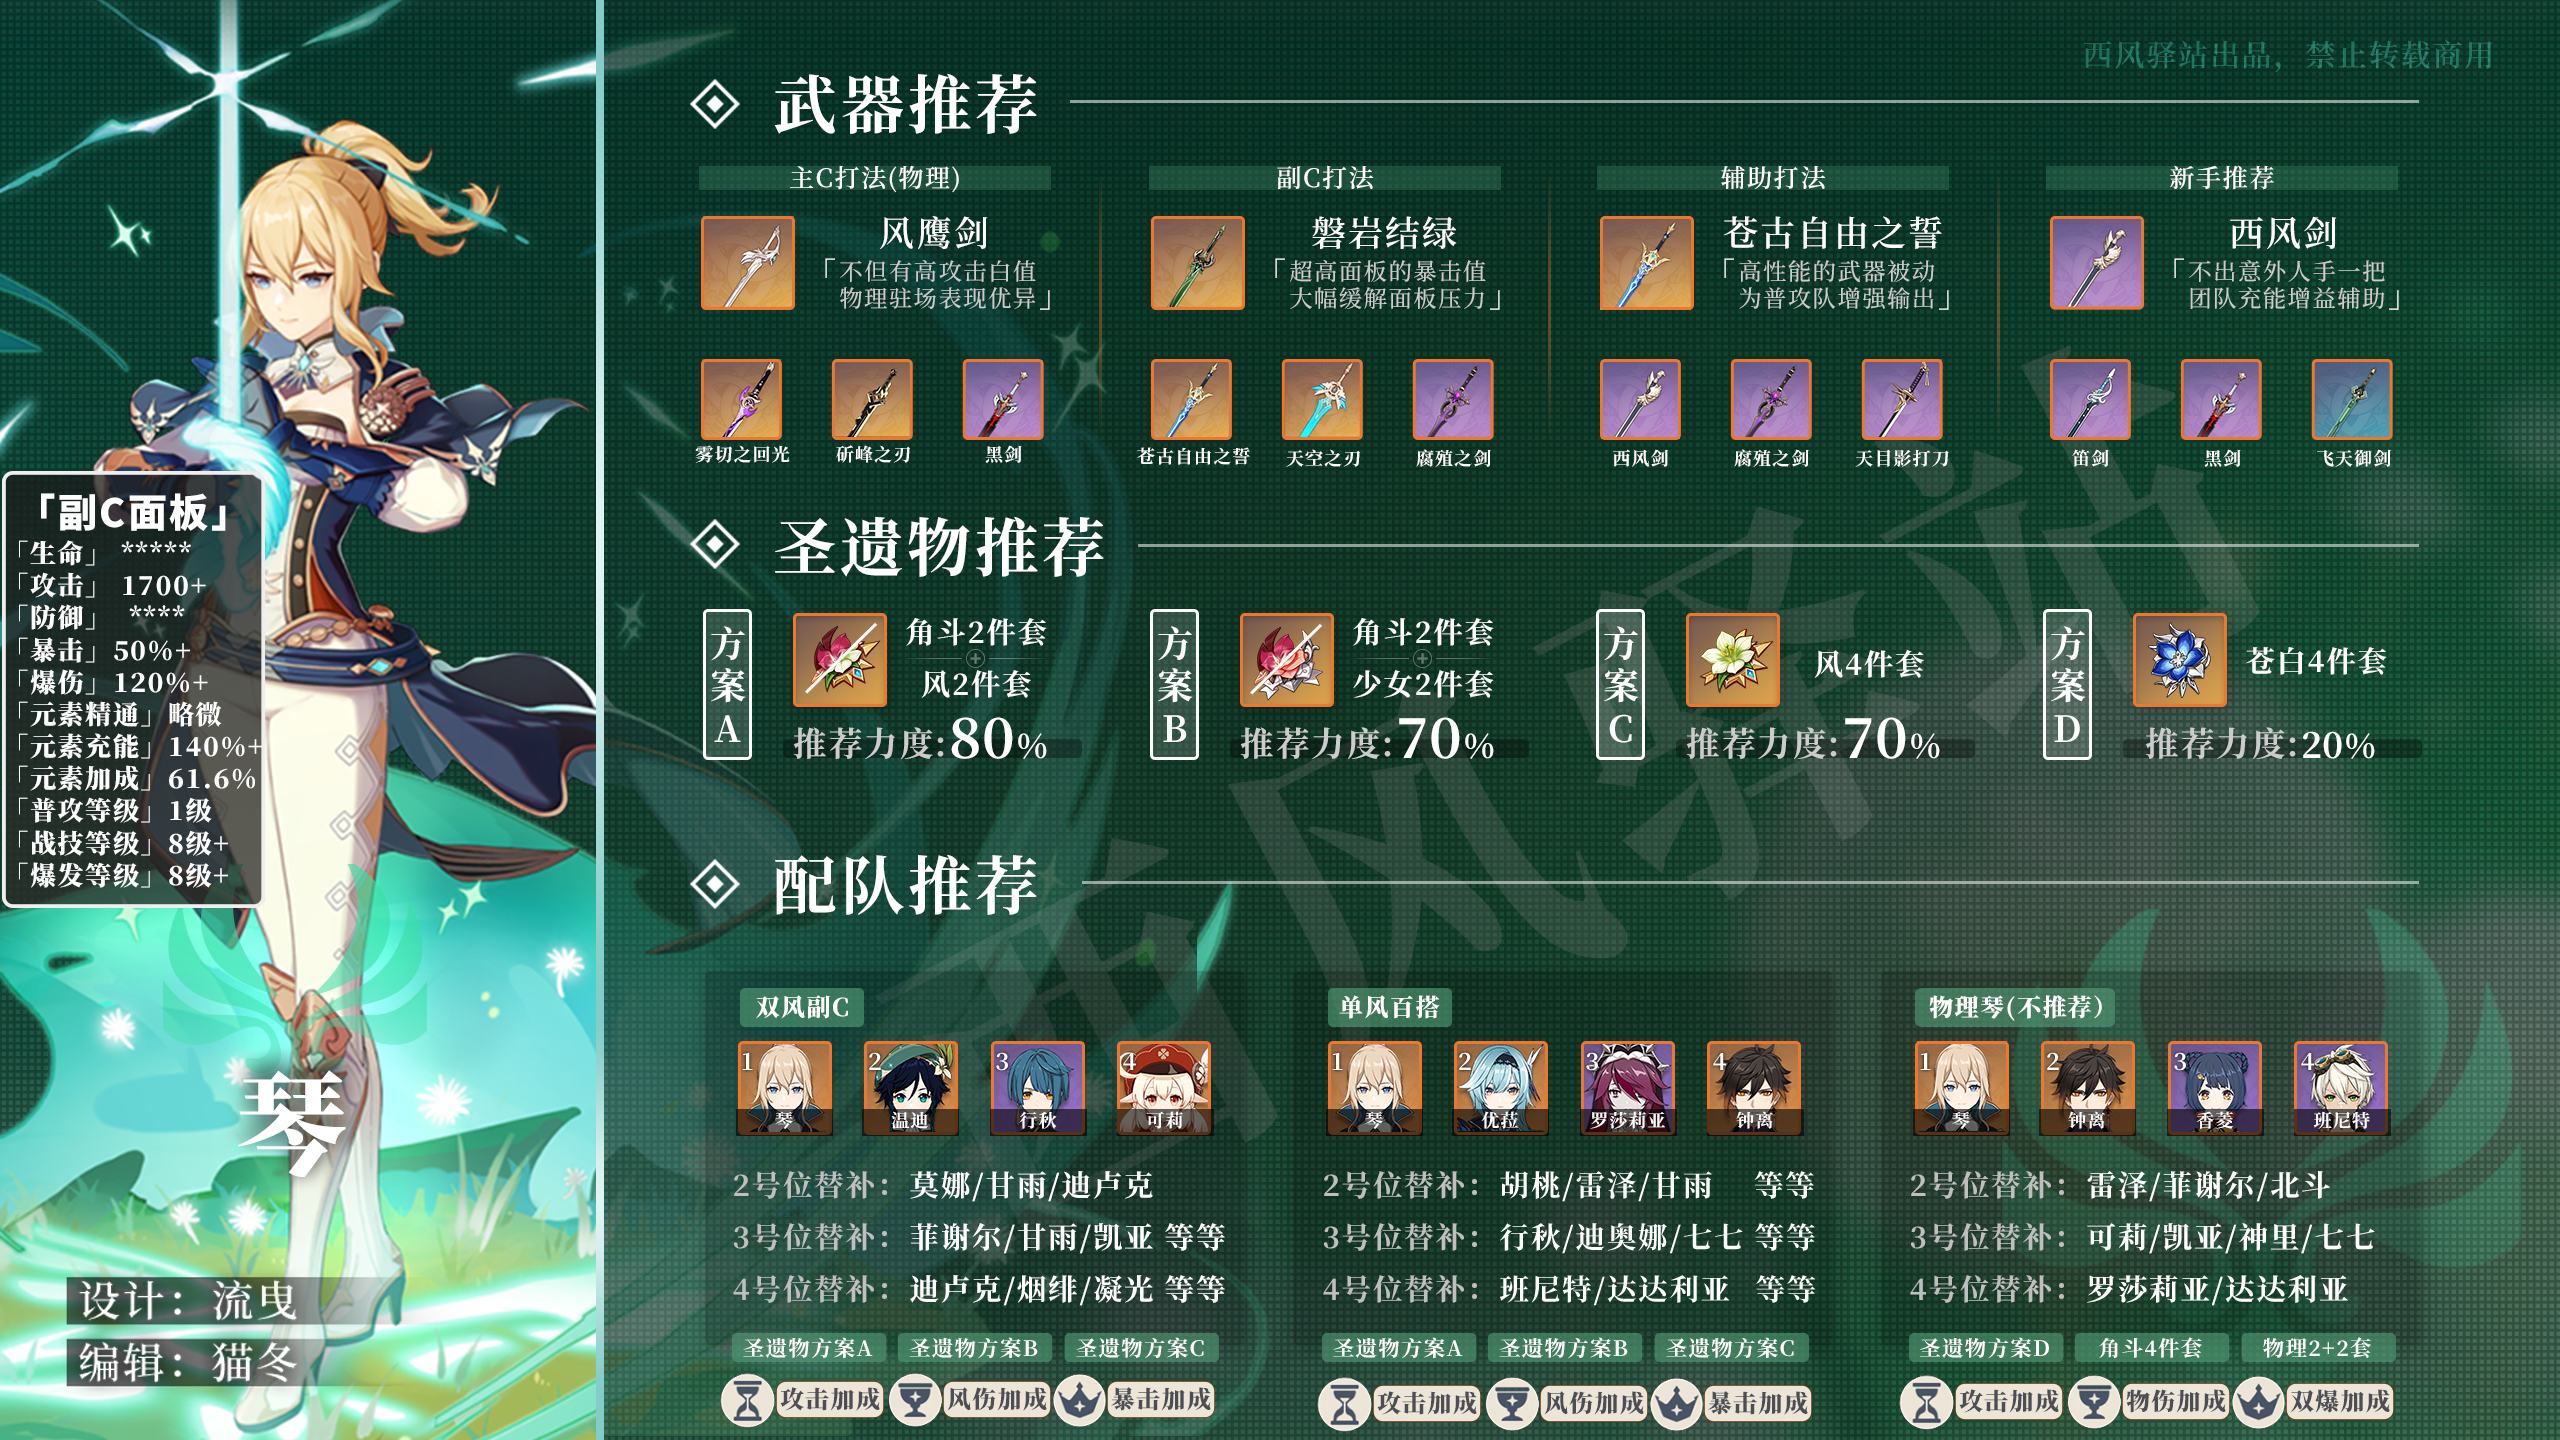 西风驿站出品，禁止转载商用
武器推荐
主C打法(物理)
风鹰剑
「不但有高攻击白值
物理驻场表现优异」
雾切之回光
斫峰之刃
黑剑
副C打法
磐岩结绿
「超高面板的暴击值
大幅缓解面板压力」
苍古自由之誓
天空之刃
腐殖之剑
辅助打法
苍古自由之誓
「高性能的武器被动
为普攻队增强输出」
西风剑
腐殖之剑
天目影打刀
新手推荐
西风剑
「不出意外人手一把
团队充能增益辅助」
笛剑
黑剑
飞天御剑
「副C面板」
「生命」 *****
「攻击」 1700+
「防御」 ****
「暴击」50%+
「爆伤」120%+
「元素精通」略微
「元素充能」140%+
「元素加成」61.6%
「普攻等级」1级
「战技等级」8级+
「爆发等级」8级+
圣遗物推荐
方案A
角斗2件套
风2件套
推荐力度:80%
方案B
角斗2件套
少女2件套
推荐力度:70%
方案C
风4件套
推荐力度:70%
方案D
苍白4件套
推荐力度:20%
西风驿站
配队推荐
双风副C
1 琴
2 温迪
3 行秋
4 可莉
2号位替补：莫娜/甘雨/迪卢克
3号位替补：菲谢尔/甘雨/凯亚 等等
4号位替补：迪卢克/烟绯/凝光 等等
圣遗物方案A 圣遗物方案B 圣遗物方案C
攻击加成 风伤加成 暴击加成
单风百搭
1 琴
2 优菈
3 罗莎莉亚
4 钟离
2号位替补：胡桃/雷泽/甘雨 等等
3号位替补：行秋/迪奥娜/七七 等等
4号位替补：班尼特/达达利亚 等等
圣遗物方案A 圣遗物方案B 圣遗物方案C
攻击加成 风伤加成 暴击加成
物理琴(不推荐)
1 琴
2 钟离
3 香菱
4 班尼特
2号位替补：雷泽/菲谢尔/北斗
3号位替补：可莉/凯亚/神里/七七
4号位替补：罗莎莉亚/达达利亚
圣遗物方案D 角斗4件套 物理2+2套
攻击加成 物伤加成 双爆加成
琴
设计：流曳
编辑：猫冬